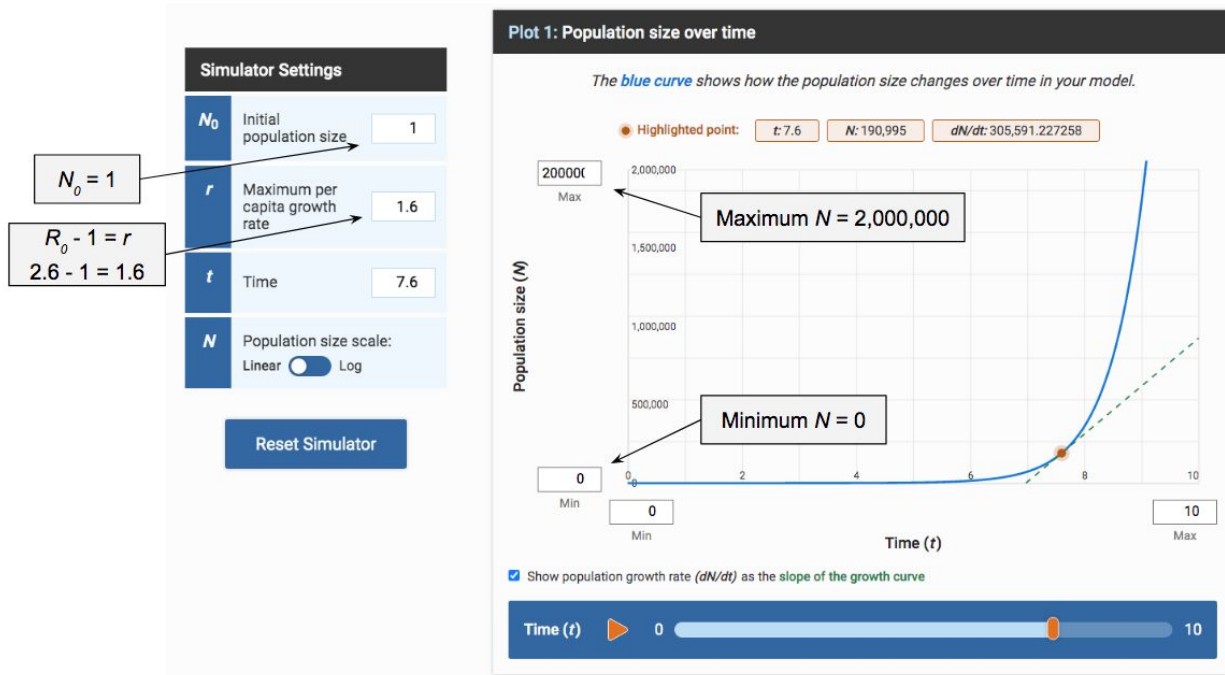 Plot 1: Population size over time
The blue curve shows how the population size changes over time in your model.
Highlighted point:
t: 7.6
N: 190,995
dN/dt: 305,591.227258
Simulator Settings
N₀
Initial
population size
1
r
Maximum per
capita growth
rate
1.6
t
Time
7.6
N
Population size scale:
Linear
Log
Reset Simulator
N₀ = 1
R₀ - 1 = r
2.6 - 1 = 1.6
20000(
Max
2,000,000
1,500,000
1,000,000
500,000
0
Population size (N)
Maximum N = 2,000,000
Minimum N = 0
0
Min
0
2
4
6
8
10
0
Min
10
Max
Time (t)
Show population growth rate (dN/dt) as the slope of the growth curve
Time (t)
0
10